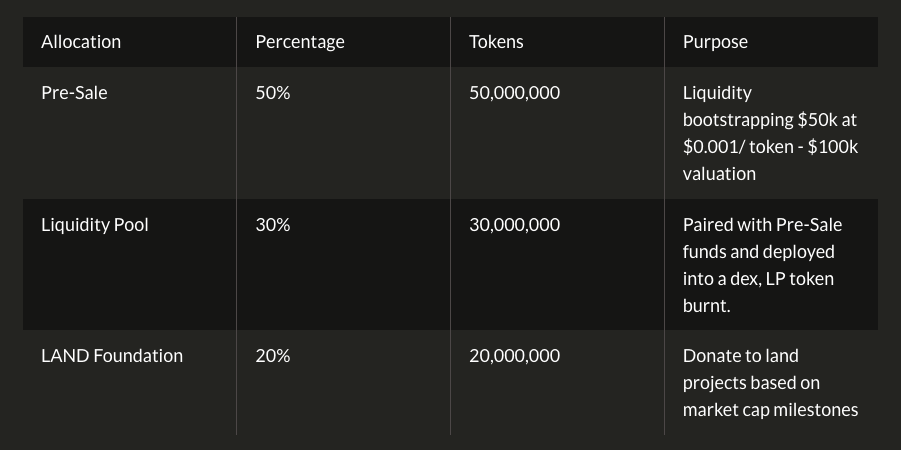 Allocation Percentage Tokens Purpose
Pre-Sale 50% 50,000,000 Liquidity
bootstrapping $50k at
$0.001/ token - $100k
valuation
Liquidity Pool 30% 30,000,000 Paired with Pre-Sale
funds and deployed
into a dex, LP token
burnt.
LAND Foundation 20% 20,000,000 Donate to land
projects based on
market cap milestones